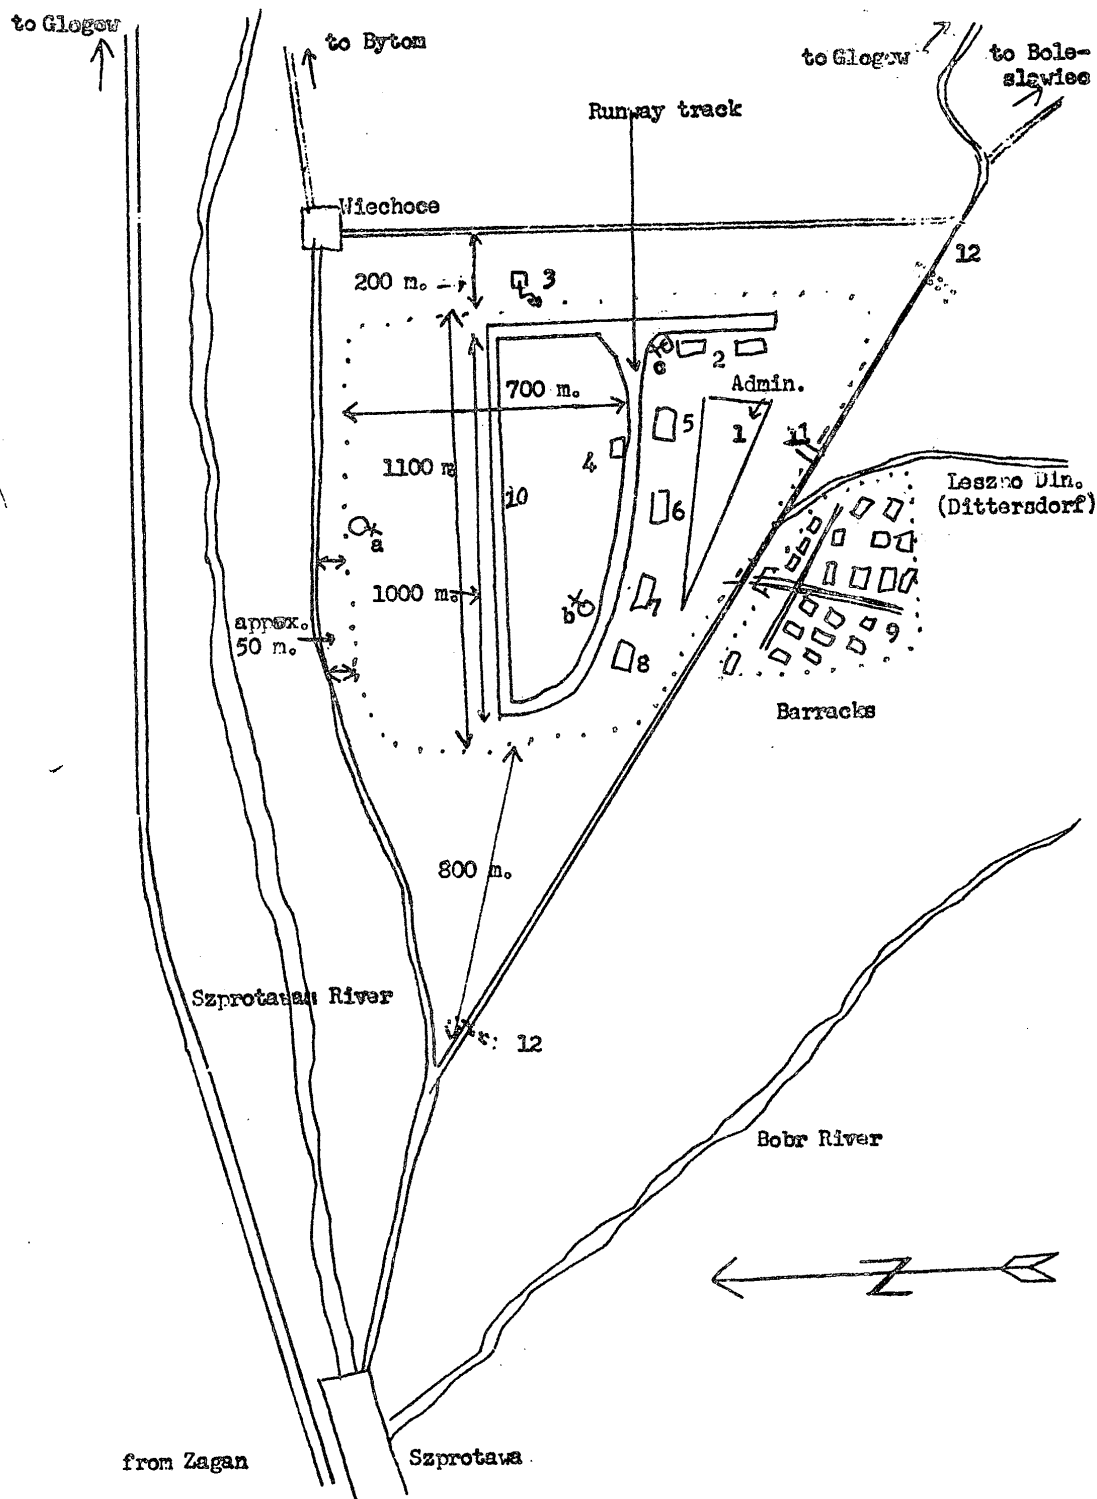 to Glogow
to Bytom
to Glogow
to Bole-
slawiec
Runway track
Wiechoce
12
200 m.
3
c
2
Admin.
700 m.
5
1
11
4
1100 m
10
6
Leszno Din.
(Dittersdorf)
a
1000 m.
b
7
approx.
50 m.
8
9
Barracks
800 m.
Szprotawan River
12
Bobr River
N
from Zagan
Szprotawa